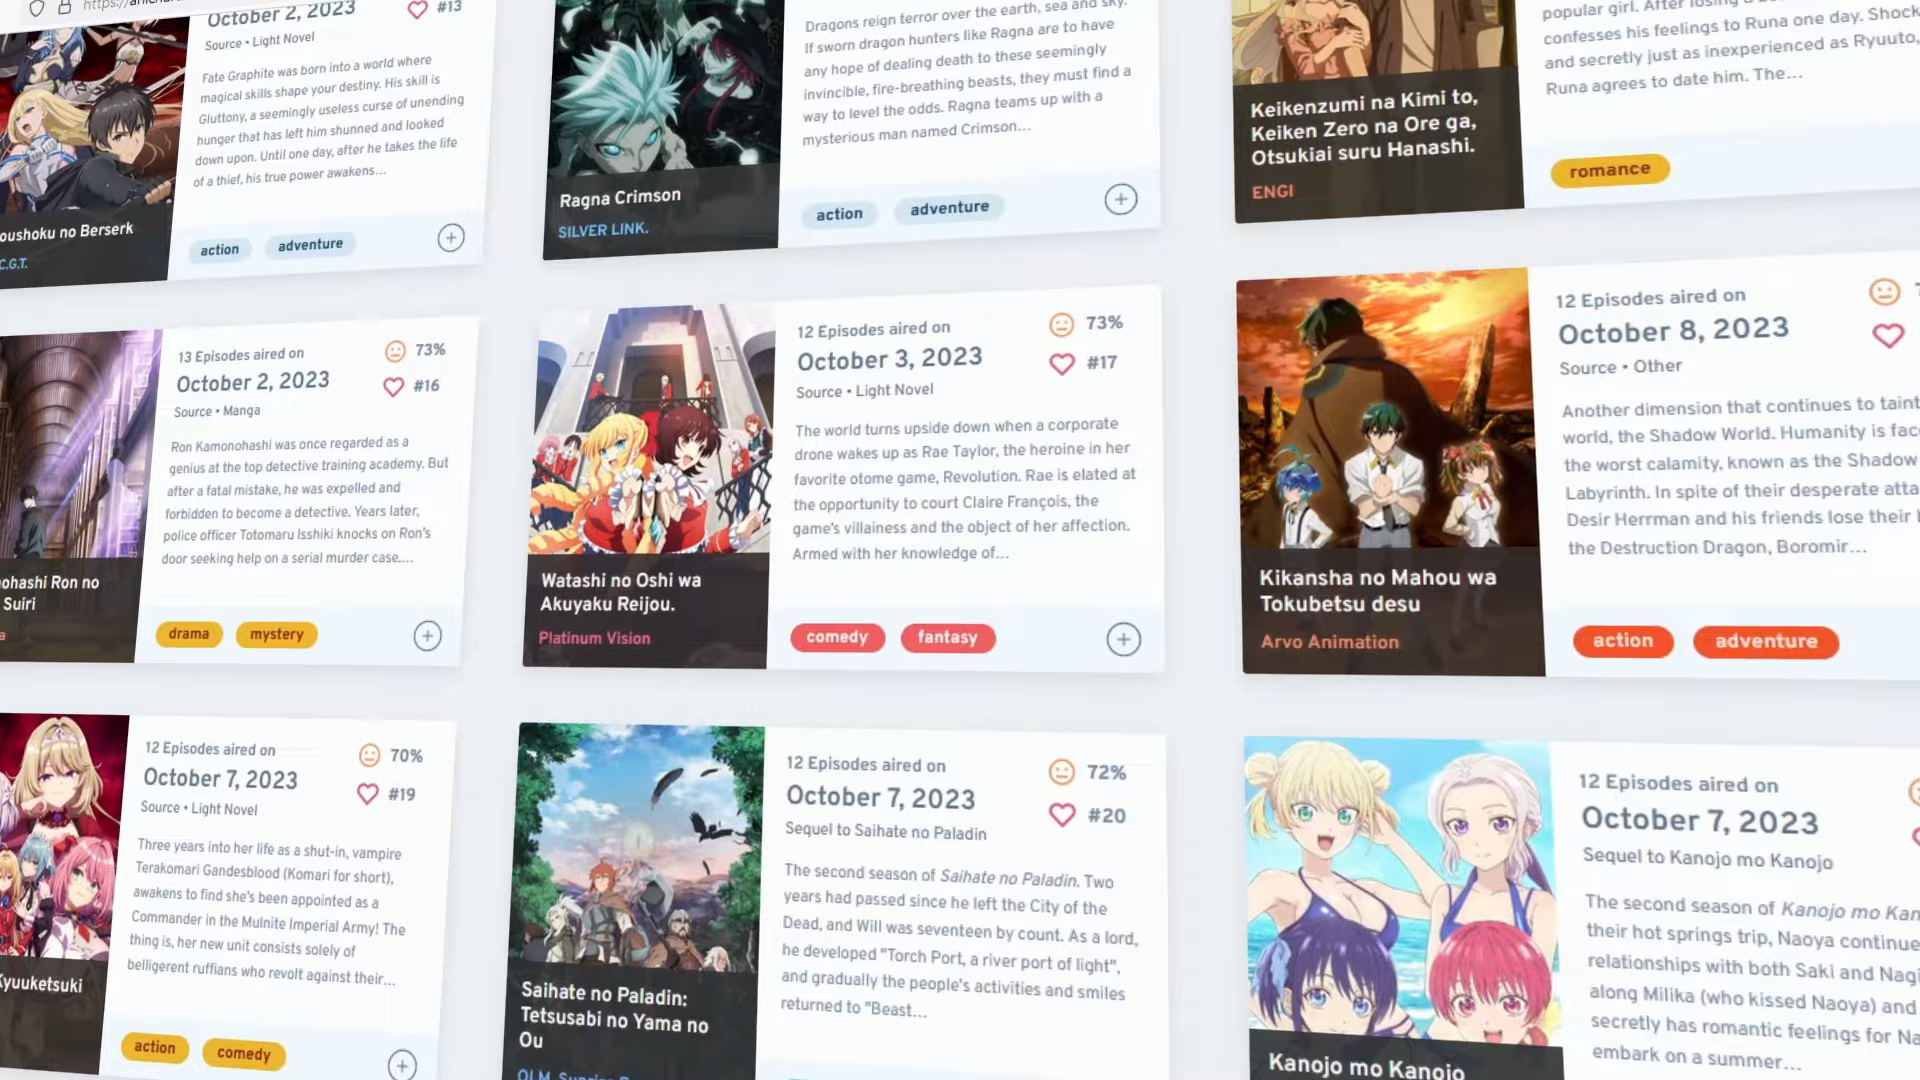 October 2, 2023
#13
Source • Light Novel
Fate Graphite was born into a world where
magical skills shape your destiny. His skill is
Gluttony, a seemingly useless curse of unending
hunger that has left him shunned and looked
down upon. Until one day, after he takes the life
of a thief, his true power awakens...
oushoku no Berserk
C.G.T.
action
adventure
Dragons reign terror over the earth, sea and sky.
If sworn dragon hunters like Ragna are to have
any hope of dealing death to these seemingly
invincible, fire-breathing beasts, they must find a
way to level the odds. Ragna teams up with a
mysterious man named Crimson...
Ragna Crimson
SILVER LINK.
action
adventure
popular girl. After losing a
confesses his feelings to Runa one day. Shock
and secretly just as inexperienced as Ryuuto,
Runa agrees to date him. The...
Keikenzumi na Kimi to,
Keiken Zero na Ore ga,
Otsukiai suru Hanashi.
ENGI
romance
13 Episodes aired on
73%
October 2, 2023
#16
Source • Manga
Ron Kamonohashi was once regarded as a
genius at the top detective training academy. But
after a fatal mistake, he was expelled and
forbidden to become a detective. Years later,
police officer Totomaru Isshiki knocks on Ron's
door seeking help on a serial murder case....
ohashi Ron no
Suiri
a
drama
mystery
12 Episodes aired on
73%
October 3, 2023
#17
Source • Light Novel
The world turns upside down when a corporate
drone wakes up as Rae Taylor, the heroine in her
favorite otome game, Revolution. Rae is elated at
the opportunity to court Claire François, the
game's villainess and the object of her affection.
Armed with her knowledge of...
Watashi no Oshi wa
Akuyaku Reijou.
Platinum Vision
comedy
fantasy
12 Episodes aired on
October 8, 2023
Source • Other
Another dimension that continues to taint
world, the Shadow World. Humanity is face
the worst calamity, known as the Shadow
Labyrinth. In spite of their desperate atta
Desir Herrman and his friends lose their l
the Destruction Dragon, Boromir...
Kikansha no Mahou wa
Tokubetsu desu
Arvo Animation
action
adventure
12 Episodes aired on
70%
October 7, 2023
#19
Source • Light Novel
Three years into her life as a shut-in, vampire
Terakomari Gandesblood (Komari for short),
awakens to find she's been appointed as a
Commander in the Mulnite Imperial Army! The
thing is, her new unit consists solely of
belligerent ruffians who revolt against their...
Kyuuketsuki
action
comedy
12 Episodes aired on
72%
October 7, 2023
#20
Sequel to Saihate no Paladin
The second season of Saihate no Paladin. Two
years had passed since he left the City of the
Dead, and Will was seventeen by count. As a lord,
he developed "Torch Port, a river port of light",
and gradually the people's activities and smiles
returned to "Beast...
Saihate no Paladin:
Tetsusabi no Yama no
Ou
12 Episodes aired on
October 7, 2023
Sequel to Kanojo mo Kanojo
The second season of Kanojo mo Kan
their hot springs trip, Naoya continue
relationships with both Saki and Nagi
along Milika (who kissed Naoya) and
secretly has romantic feelings for Na
embark on a summer...
Kanojo mo Kanojo